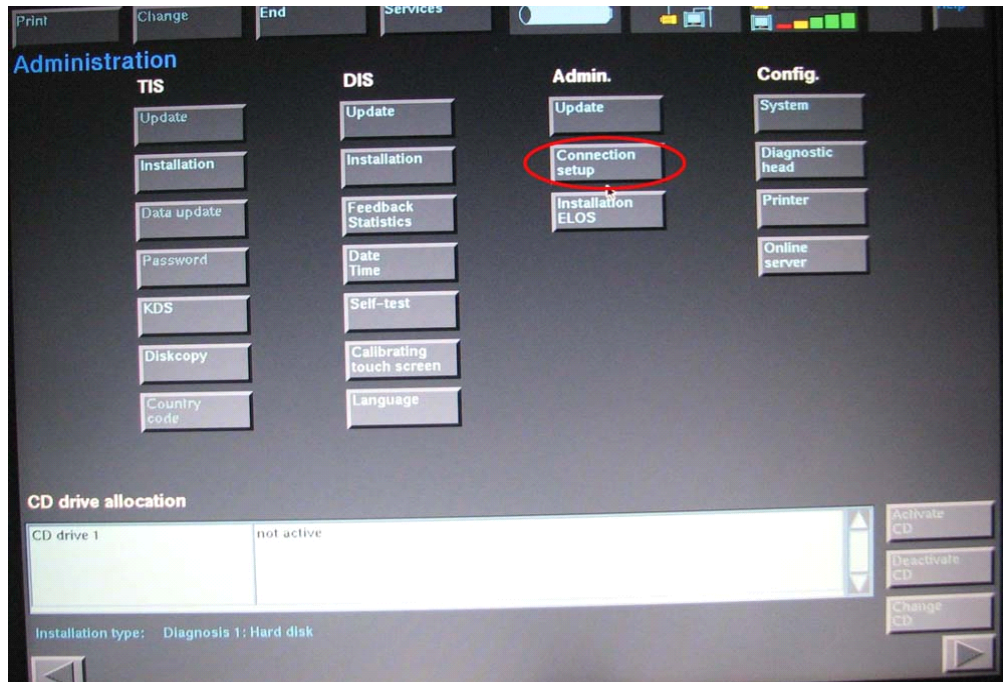 Print
Change
End
Services
Help
Administration
TIS
DIS
Admin.
Config.
Update
Update
Update
System
Installation
Installation
Connection
setup
Diagnostic
head
Data update
Feedback
Statistics
Installation
ELOS
Printer
Password
Date
Time
Online
server
KDS
Self-test
Diskcopy
Calibrating
touch screen
Country
code
Language
CD drive allocation
CD drive 1
not active
Activate
CD
Deactivate
CD
Change
CD
Installation type: Diagnosis 1: Hard disk